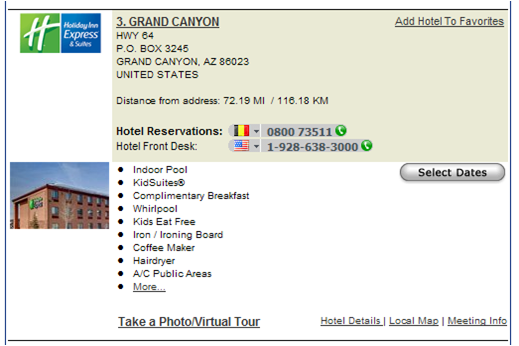 Holiday Inn
Express
& Suites
3. GRAND CANYON
Add Hotel To Favorites
HWY 64
P.O. BOX 3245
GRAND CANYON, AZ 86023
UNITED STATES
Distance from address: 72.19 MI / 116.18 KM
Hotel Reservations: 0800 73511
Hotel Front Desk: 1-928-638-3000
Select Dates
Indoor Pool
KidSuites®
Complimentary Breakfast
Whirlpool
Kids Eat Free
Iron / Ironing Board
Coffee Maker
Hairdryer
A/C Public Areas
More...
Take a Photo/Virtual Tour
Hotel Details | Local Map | Meeting Info